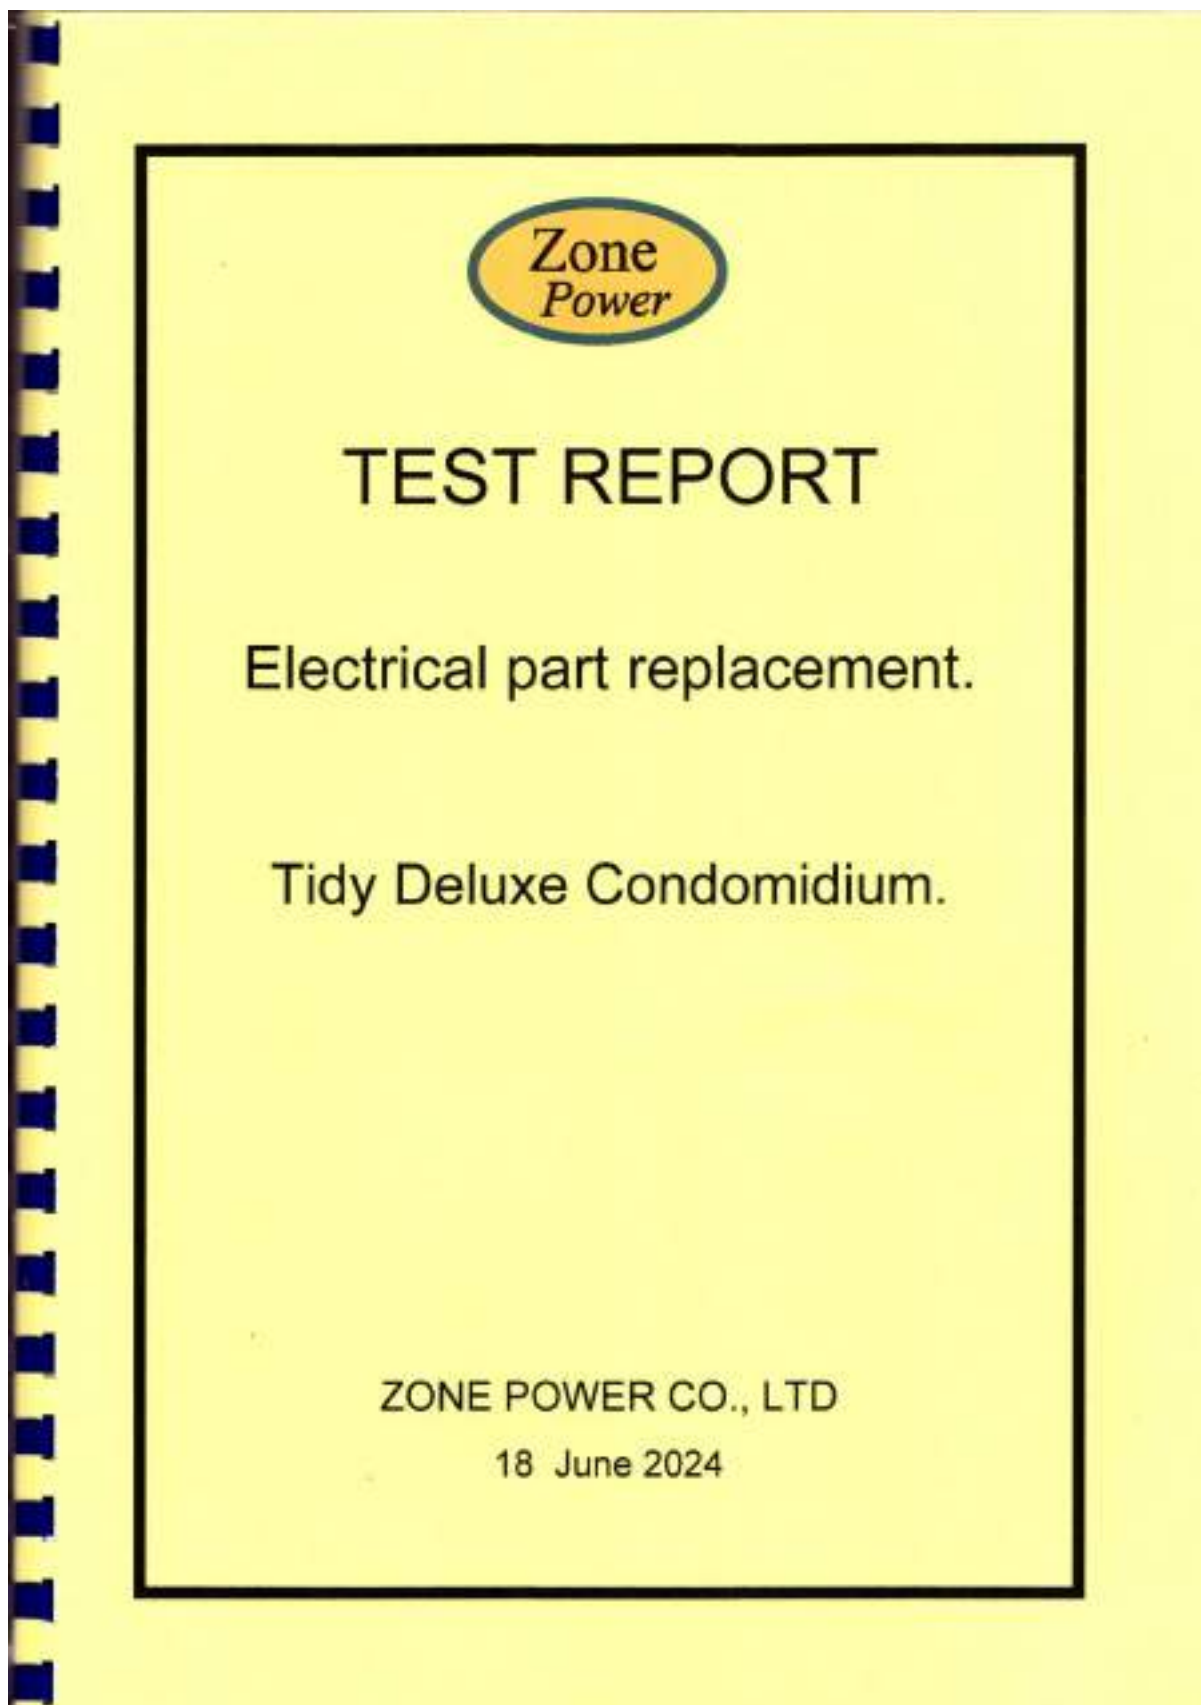 Zone
Power
TEST REPORT
Electrical part replacement.
Tidy Deluxe Condomidium.
ZONE POWER CO., LTD
18 June 2024